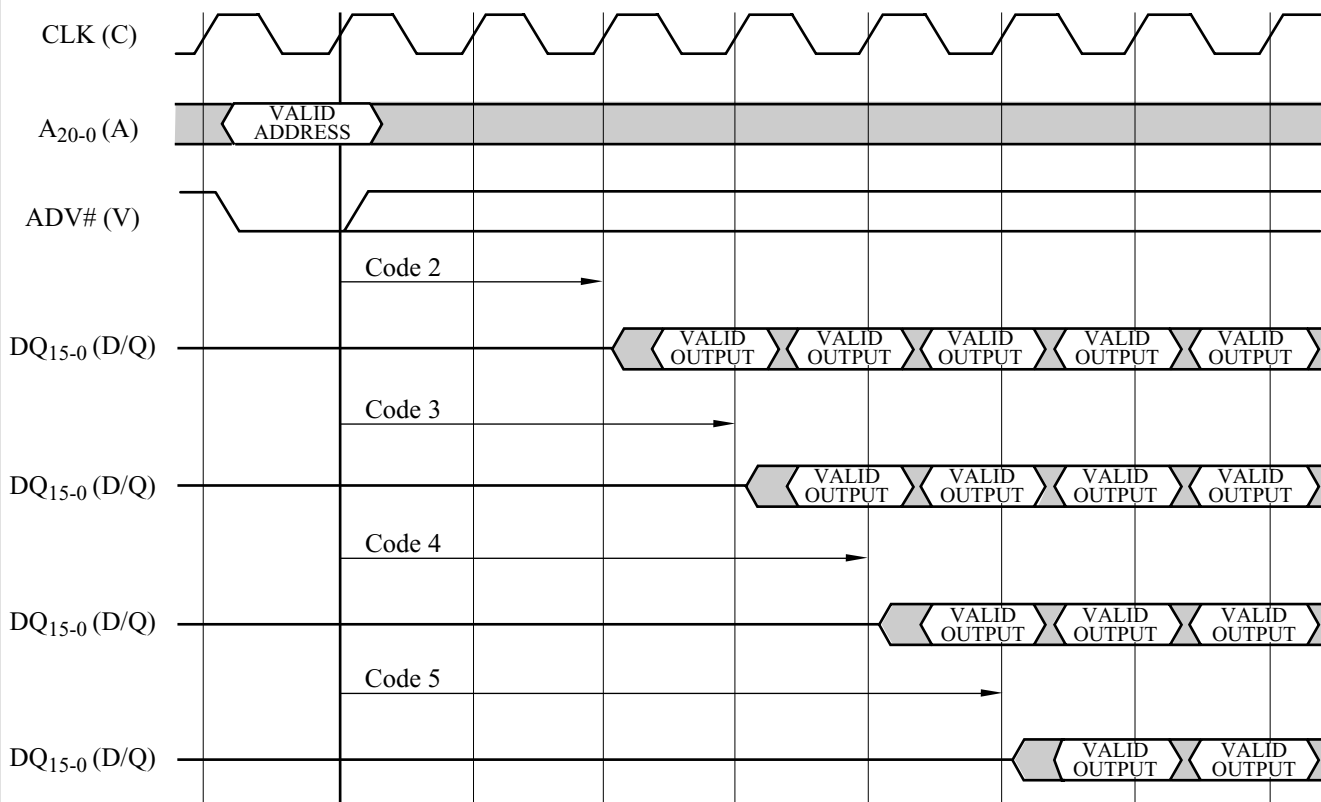 CLK (C)
VALID
ADDRESS
A20-0 (A)
ADV# (V)
Code 2
DQ15-0 (D/Q)
VALID VALID VALID VALID VALID
OUTPUT OUTPUT OUTPUT OUTPUT OUTPUT
Code 3
DQ15-0 (D/Q)
VALID VALID VALID VALID
OUTPUT OUTPUT OUTPUT OUTPUT
Code 4
DQ15-0 (D/Q)
VALID VALID VALID
OUTPUT OUTPUT OUTPUT
Code 5
DQ15-0 (D/Q)
VALID VALID
OUTPUT OUTPUT